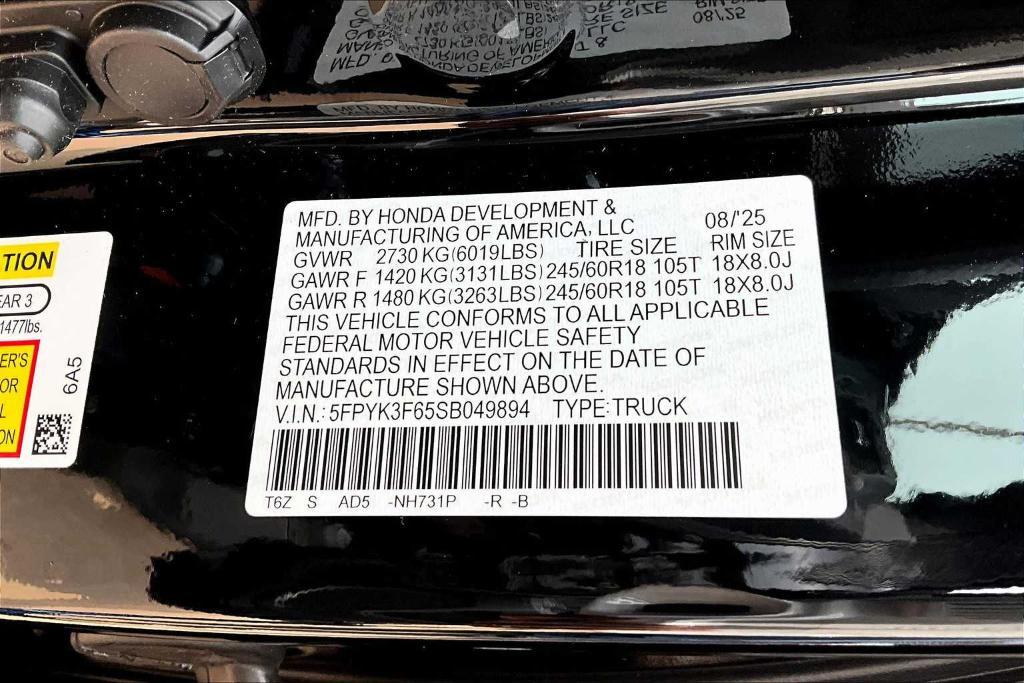 MFD. BY HONDA DEVELOPMENT &
MANUFACTURING OF AMERICA, LLC 08/'25
GVWR 2730 KG(6019LBS) TIRE SIZE RIM SIZE
GAWR F 1420 KG(3131LBS) 245/60R18 105T 18X8.0J
GAWR R 1480 KG(3263LBS) 245/60R18 105T 18X8.0J
THIS VEHICLE CONFORMS TO ALL APPLICABLE
FEDERAL MOTOR VEHICLE SAFETY
STANDARDS IN EFFECT ON THE DATE OF
MANUFACTURE SHOWN ABOVE.
V.I.N.: 5FPYK3F65SB049894 TYPE:TRUCK
T6Z S AD5 -NH731P -R -B
TION
EAR 3
1477lbs.
ER'S
OR
L
ON
6A5